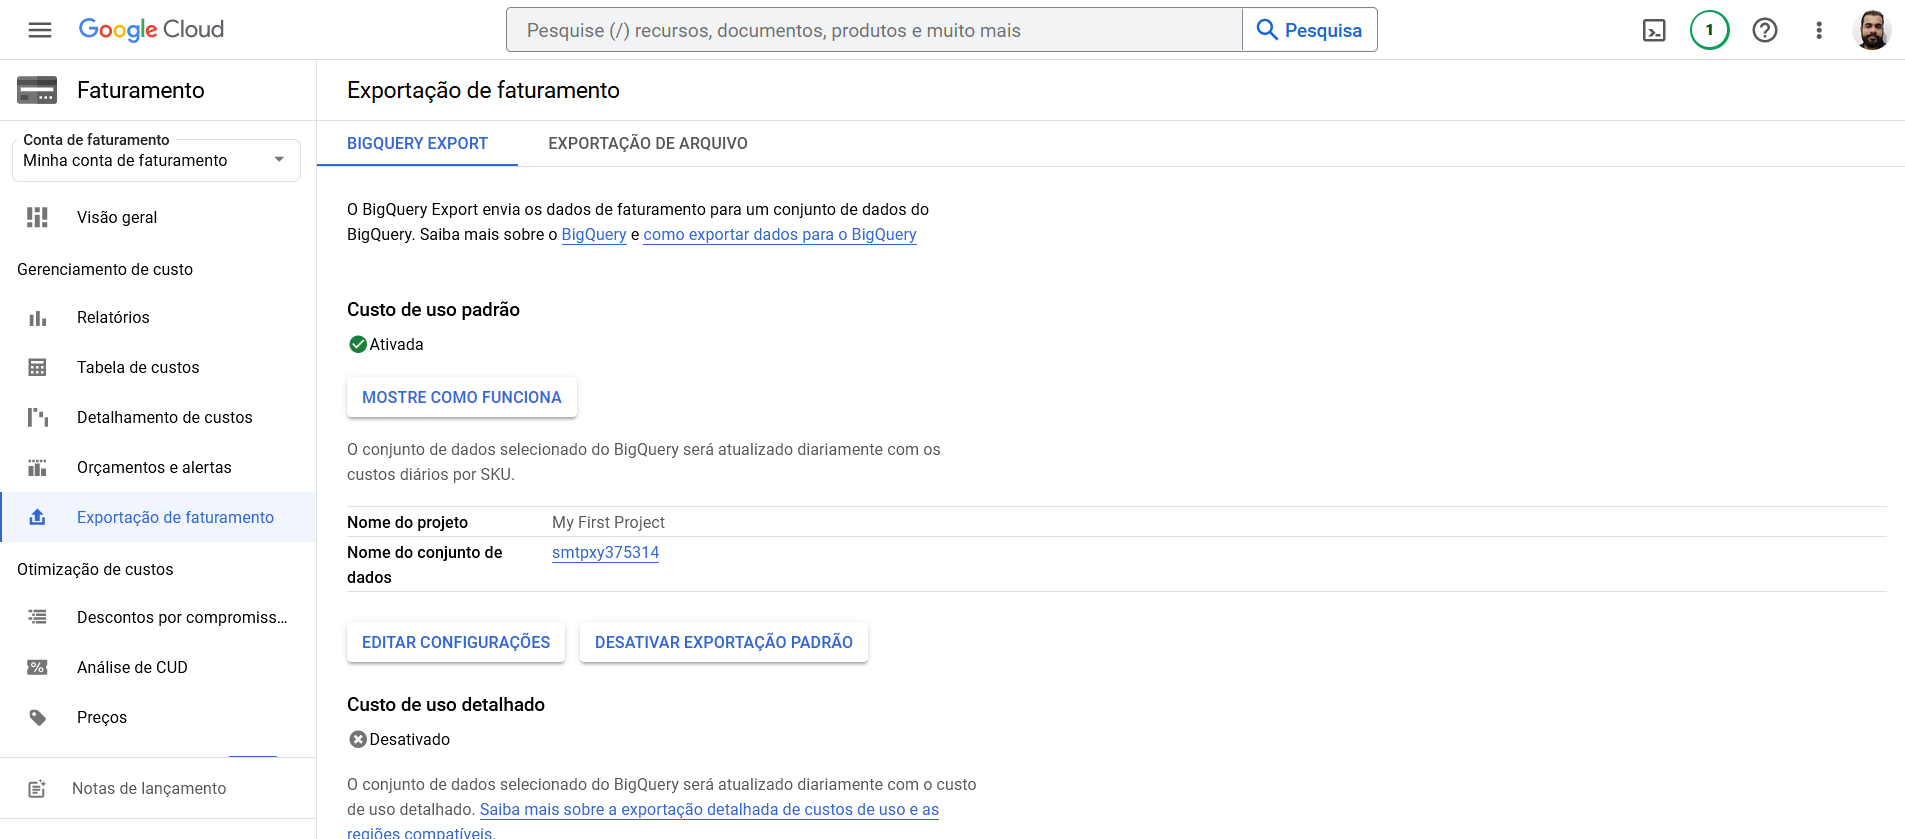 Google Cloud
Pesquise (/) recursos, documentos, produtos e muito mais
Pesquisa
1
Faturamento
Exportação de faturamento
Conta de faturamento
Minha conta de faturamento
BIGQUERY EXPORT
EXPORTAÇÃO DE ARQUIVO
Visão geral
Gerenciamento de custo
Relatórios
Tabela de custos
Detalhamento de custos
Orçamentos e alertas
Exportação de faturamento
Otimização de custos
Descontos por compromiss...
Análise de CUD
Preços
Notas de lançamento
O BigQuery Export envia os dados de faturamento para um conjunto de dados do
BigQuery. Saiba mais sobre o BigQuery e como exportar dados para o BigQuery
Custo de uso padrão
Ativada
MOSTRE COMO FUNCIONA
O conjunto de dados selecionado do BigQuery será atualizado diariamente com os
custos diários por SKU.
Nome do projeto My First Project
Nome do conjunto de smtpxy375314
dados
EDITAR CONFIGURAÇÕES
DESATIVAR EXPORTAÇÃO PADRÃO
Custo de uso detalhado
Desativado
O conjunto de dados selecionado do BigQuery será atualizado diariamente com o custo
de uso detalhado. Saiba mais sobre a exportação detalhada de custos de uso e as
regiões compatíveis.